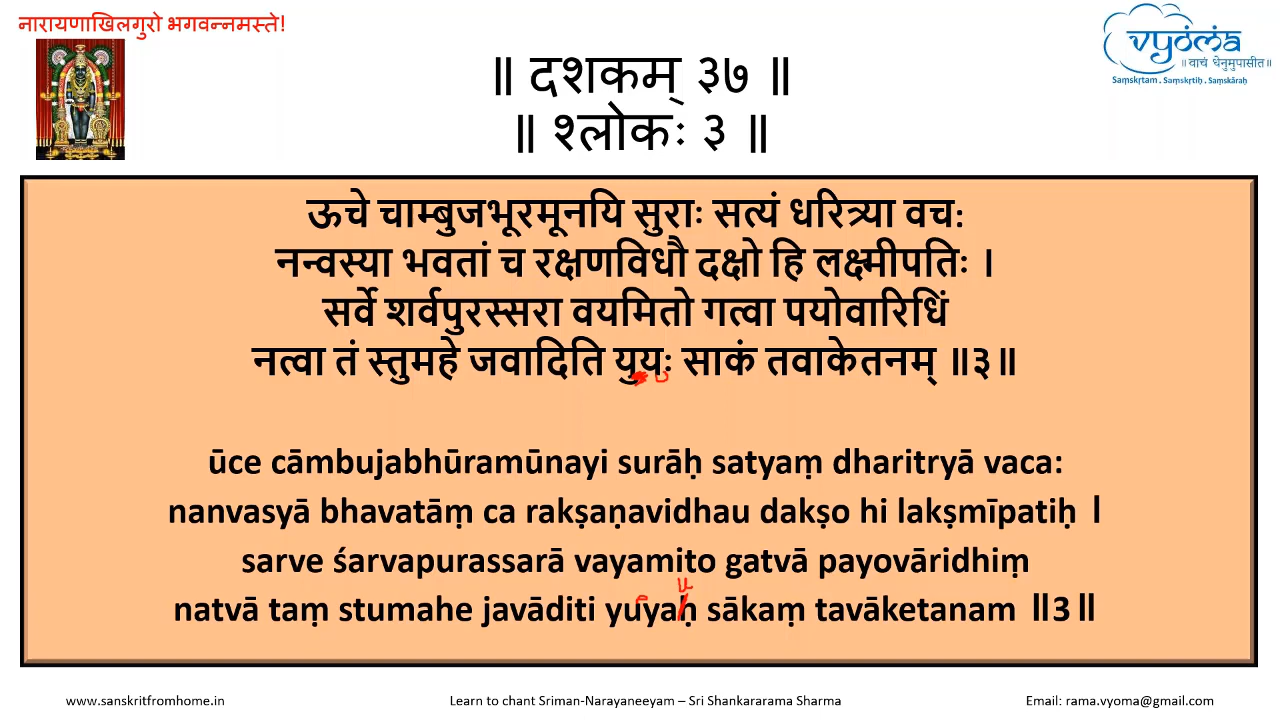 नारायणाखिलगुरो भगवन्नमस्ते!
vyoma
॥ वाचं धेनुमुपासीत॥
Saṃskṛtam . Saṃskṛtiḥ . Saṃskārāḥ
॥ दशकम् ३७ ॥
॥ श्लोकः ३ ॥
ऊचे चाम्बुजभूरमूनयि सुराः सत्यं धरित्र्या वच:
नन्वस्या भवतां च रक्षणविधौ दक्षो हि लक्ष्मीपतिः ।
सर्वे शर्वपुरस्सरा वयमितो गत्वा पयोवारिधिं
नत्वा तं स्तुमहे जवादिति युयः साकं तवाकेतनम् ॥३॥
ūce cāmbujabhūramūnayi surāḥ satyaṃ dharitryā vaca:
nanvasyā bhavatāṃ ca rakṣaṇavidhau dakṣo hi lakṣmīpatiḥ ।
sarve śarvapurassarā vayamito gatvā payovāridhiṃ
natvā taṃ stumahe javāditi yuyaḥ sākaṃ tavāketanam ॥3॥
www.sanskritfromhome.in
Learn to chant Sriman-Narayaneeyam – Sri Shankararama Sharma
Email: rama.vyoma@gmail.com